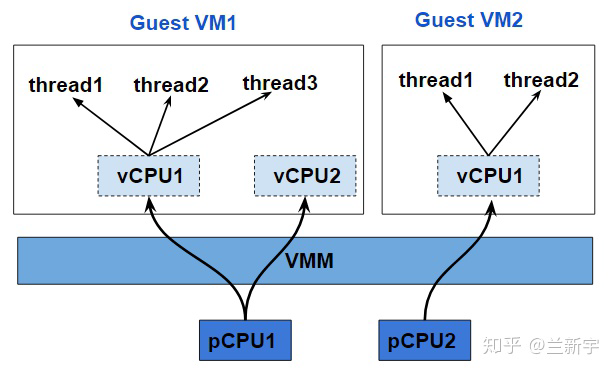 Guest VM1
Guest VM2
thread1 thread2 thread3
thread1 thread2
vCPU1 vCPU2
vCPU1
VMM
pCPU1 pCPU2
知乎 @兰新宇